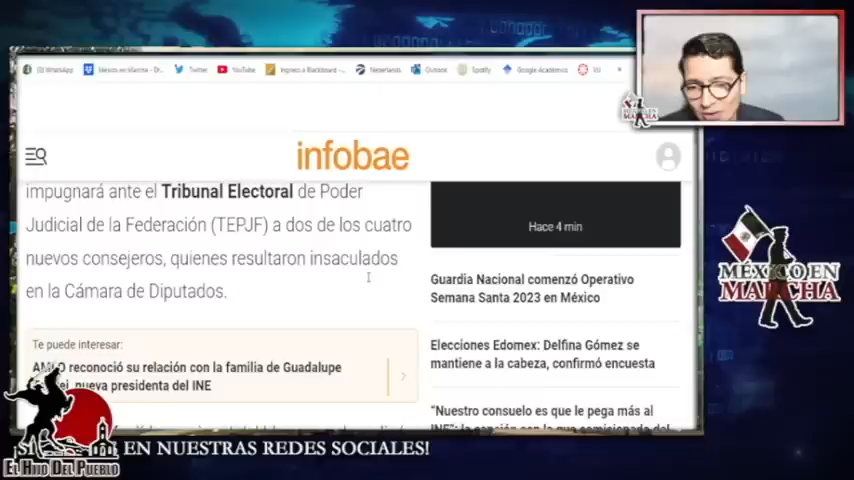 WhatsApp
Twitter
YouTube
Nederlands
Outlook
Spotify
Google Académico
infobae
impugnará ante el Tribunal Electoral de Poder
Judicial de la Federación (TEPJF) a dos de los cuatro
nuevos consejeros, quienes resultaron insaculados
en la Cámara de Diputados.
Te puede interesar:
reconoció su relación con la familia de Guadalupe
nueva presidenta del INE
Hace 4 min
Guardia Nacional comenzó Operativo
Semana Santa 2023 en México
Elecciones Edomex: Delfina Gómez se
mantiene a la cabeza, confirmó encuesta
"Nuestro consuelo es que le pega más al
MÉXICO EN
MARCHA
MÉXICO EN
MARCHA
EN NUESTRAS REDES SOCIALES!
EL HIJO DEL PUEBLO